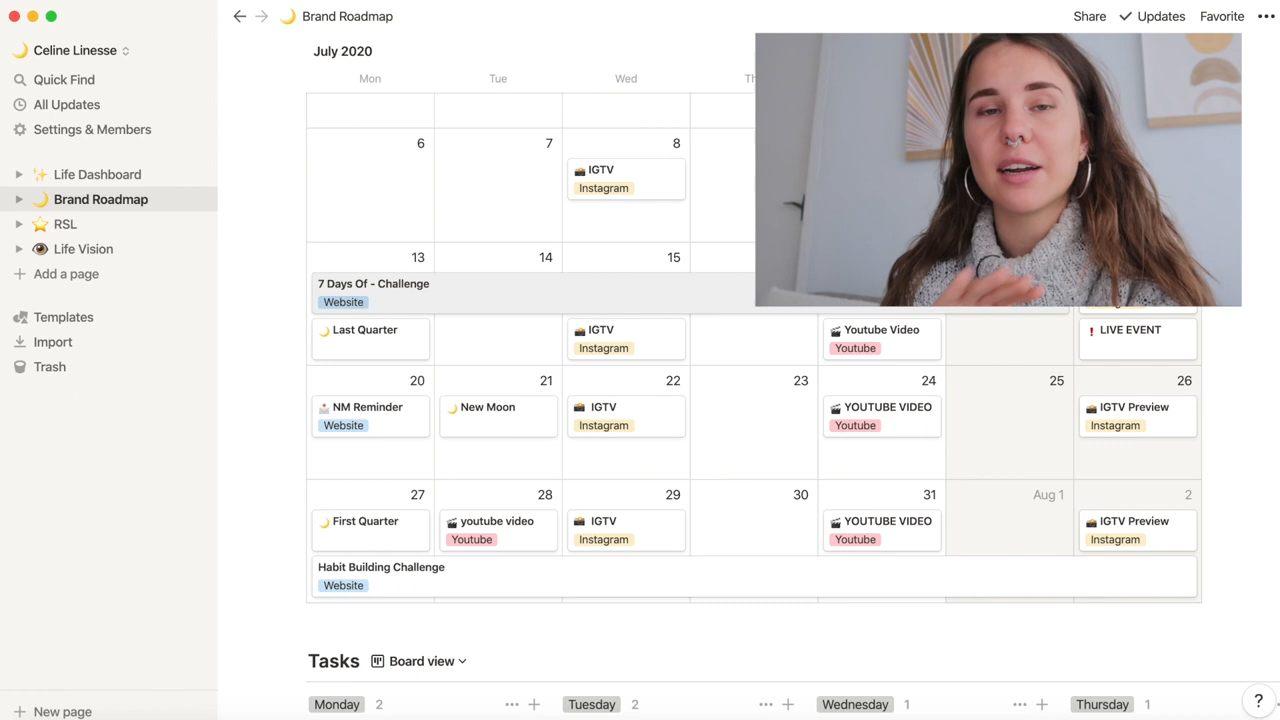 Brand Roadmap
Share
Updates
Favorite
Celine Linesse
Quick Find
All Updates
Settings & Members
Life Dashboard
Brand Roadmap
RSL
Life Vision
Add a page
Templates
Import
Trash
New page
July 2020
Mon Tue Wed
6 7 8
IGTV
Instagram
13 14 15
7 Days Of - Challenge
Website
Last Quarter IGTV Youtube Video LIVE EVENT
Instagram Youtube
20 21 22 23 24 25 26
NM Reminder New Moon IGTV YOUTUBE VIDEO IGTV Preview
Website Instagram Youtube Instagram
27 28 29 30 31 Aug 1 2
First Quarter youtube video IGTV YOUTUBE VIDEO IGTV Preview
Youtube Instagram Youtube Instagram
Habit Building Challenge
Website
Tasks Board view
Monday 2 Tuesday 2 Wednesday 1 Thursday 1
?